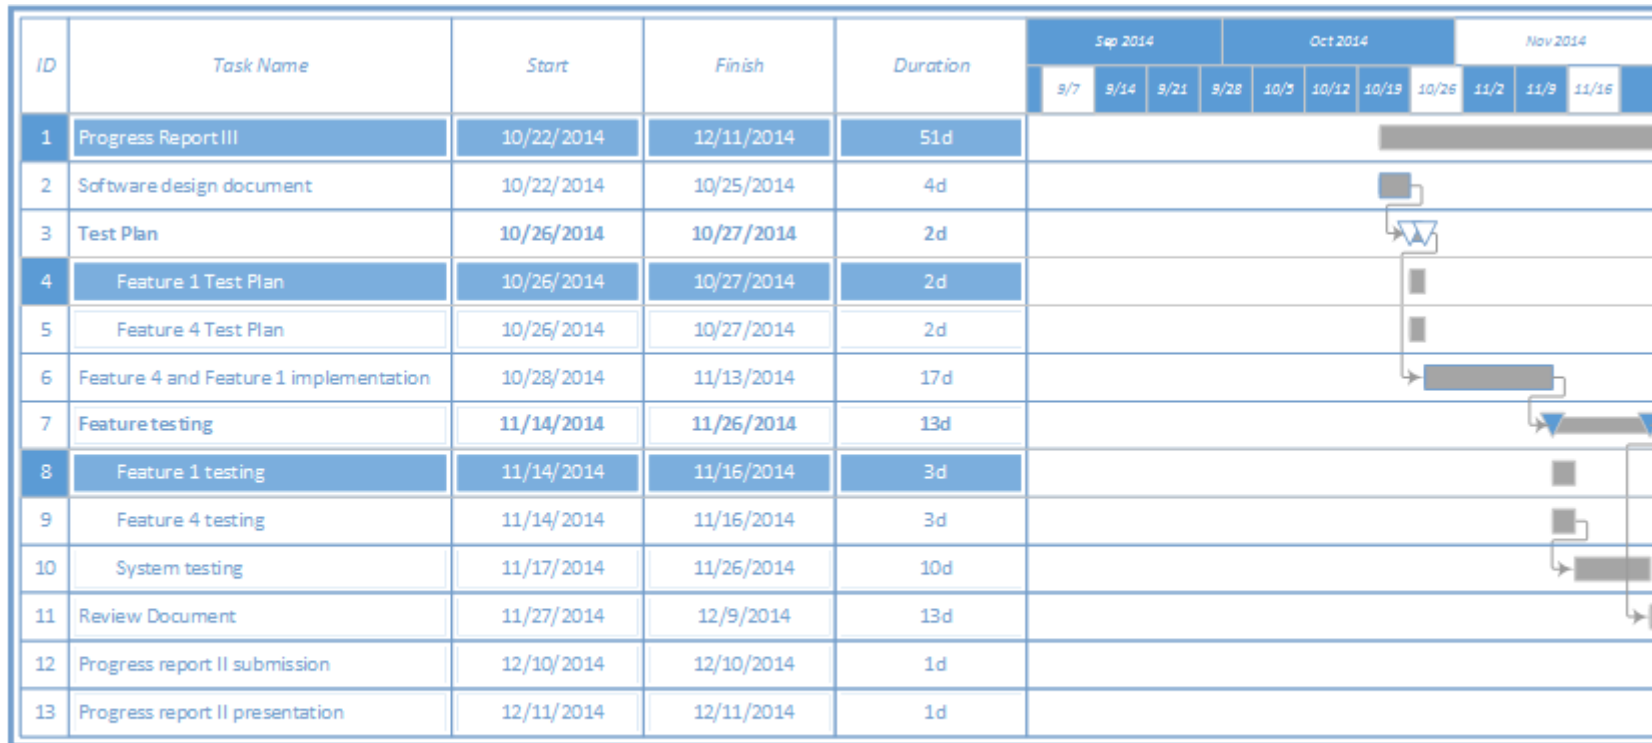 Sep 2014 Oct 2014 Nov 2014
ID Task Name Start Finish Duration
9/7 9/14 9/21 9/28 10/5 10/12 10/19 10/26 11/2 11/9 11/16
1 Progress Report III 10/22/2014 12/11/2014 51d
2 Software design document 10/22/2014 10/25/2014 4d
3 Test Plan 10/26/2014 10/27/2014 2d
4 Feature 1 Test Plan 10/26/2014 10/27/2014 2d
5 Feature 4 Test Plan 10/26/2014 10/27/2014 2d
6 Feature 4 and Feature 1 implementation 10/28/2014 11/13/2014 17d
7 Feature testing 11/14/2014 11/26/2014 13d
8 Feature 1 testing 11/14/2014 11/16/2014 3d
9 Feature 4 testing 11/14/2014 11/16/2014 3d
10 System testing 11/17/2014 11/26/2014 10d
11 Review Document 11/27/2014 12/9/2014 13d
12 Progress report II submission 12/10/2014 12/10/2014 1d
13 Progress report II presentation 12/11/2014 12/11/2014 1d